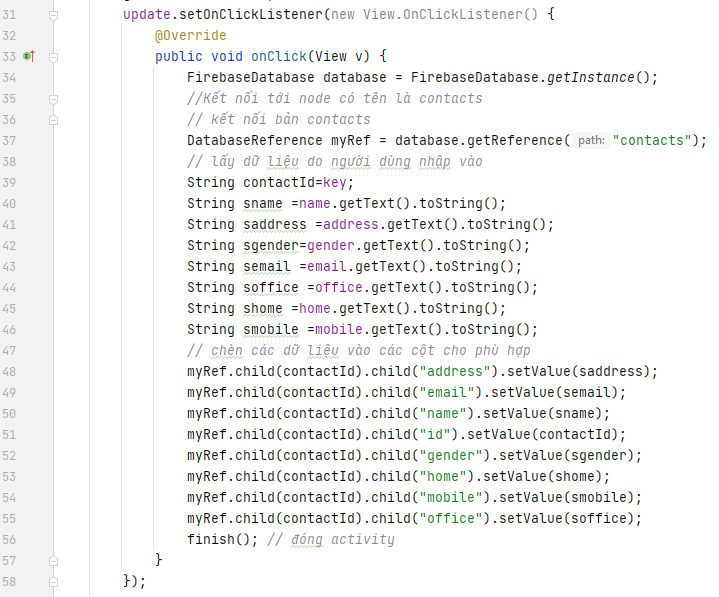 31 update.setOnClickListener(new View.OnClickListener() {
32 @Override
33 public void onClick(View v) {
34 FirebaseDatabase database = FirebaseDatabase.getInstance();
35 //Kết nối tới node có tên là contacts
36 // kết nối bản contacts
37 DatabaseReference myRef = database.getReference( path: "contacts");
38 // lấy dữ liệu do người dùng nhập vào
39 String contactId=key;
40 String sname =name.getText().toString();
41 String saddress =address.getText().toString();
42 String sgender=gender.getText().toString();
43 String semail =email.getText().toString();
44 String soffice =office.getText().toString();
45 String shome =home.getText().toString();
46 String smobile =mobile.getText().toString();
47 // chèn các dữ liệu vào các cột cho phù hợp
48 myRef.child(contactId).child("address").setValue(saddress);
49 myRef.child(contactId).child("email").setValue(semail);
50 myRef.child(contactId).child("name").setValue(sname);
51 myRef.child(contactId).child("id").setValue(contactId);
52 myRef.child(contactId).child("gender").setValue(sgender);
53 myRef.child(contactId).child("home").setValue(shome);
54 myRef.child(contactId).child("mobile").setValue(smobile);
55 myRef.child(contactId).child("office").setValue(soffice);
56 finish(); // đóng activity
57 }
58 });